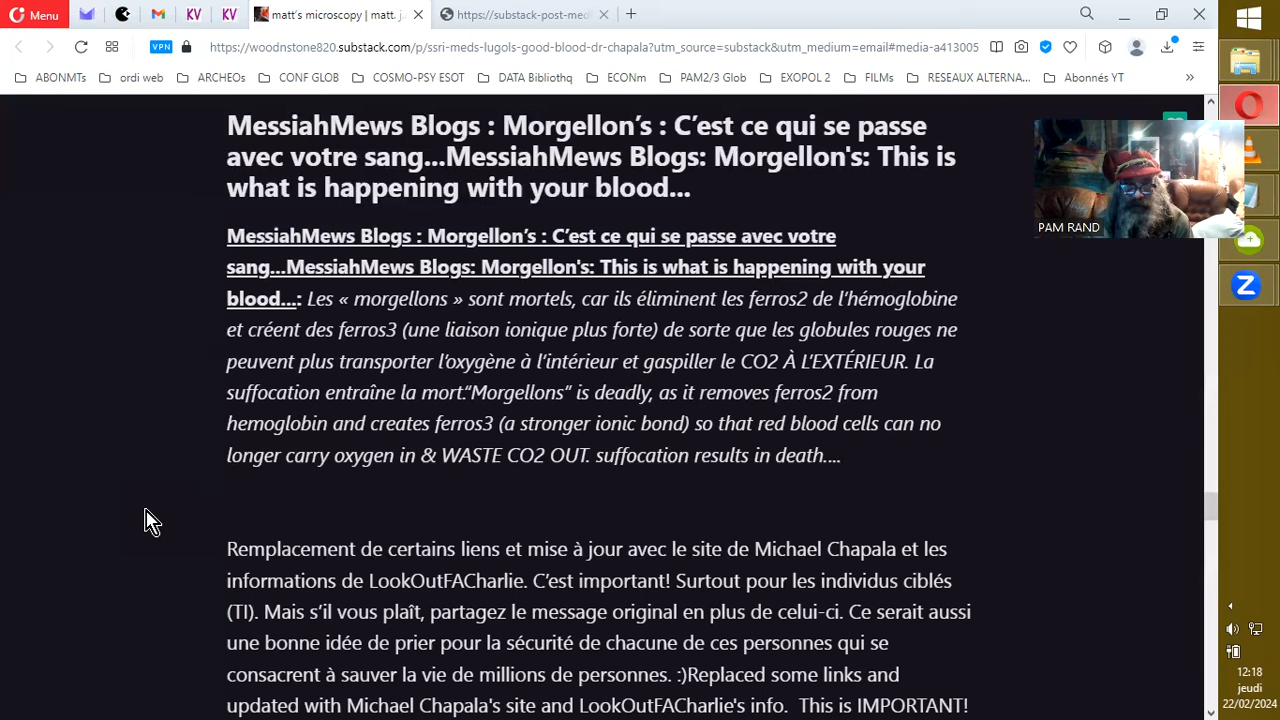 Menu
KV
KV
matt's microscopy | matt. j
https://substack-post-med
VPN
https://woodnstone820.substack.com/p/ssri-meds-lugols-good-blood-dr-chapala?utm_source=substack&utm_medium=email#media-a413005
ABONMTs
ordi web
ARCHEOs
CONF GLOB
COSMO-PSY ESOT
DATA Bibliothq
ECONm
PAM2/3 Glob
EXOPOL 2
FILMs
RESEAUX ALTERNA...
Abonnés YT
»
MessiahMews Blogs : Morgellon's : C'est ce qui se passe
avec votre sang...MessiahMews Blogs: Morgellon's: This is
what is happening with your blood...
PAM RAND
MessiahMews Blogs : Morgellon's : C'est ce qui se passe avec votre
sang...MessiahMews Blogs: Morgellon's: This is what is happening with your
blood...: Les « morgellons » sont mortels, car ils éliminent les ferros2 de l'hémoglobine
et créent des ferros3 (une liaison ionique plus forte) de sorte que les globules rouges ne
peuvent plus transporter l'oxygène à l'intérieur et gaspiller le CO2 À L'EXTÉRIEUR. La
suffocation entraîne la mort."Morgellons" is deadly, as it removes ferros2 from
hemoglobin and creates ferros3 (a stronger ionic bond) so that red blood cells can no
longer carry oxygen in & WASTE CO2 OUT. suffocation results in death....
Remplacement de certains liens et mise à jour avec le site de Michael Chapala et les
informations de LookOutFACharlie. C'est important! Surtout pour les individus ciblés
(TI). Mais s'il vous plaît, partagez le message original en plus de celui-ci. Ce serait aussi
une bonne idée de prier pour la sécurité de chacune de ces personnes qui se
consacrent à sauver la vie de millions de personnes. :)Replaced some links and
updated with Michael Chapala's site and LookOutFACharlie's info.  This is IMPORTANT!
12:18
jeudi
22/02/2024